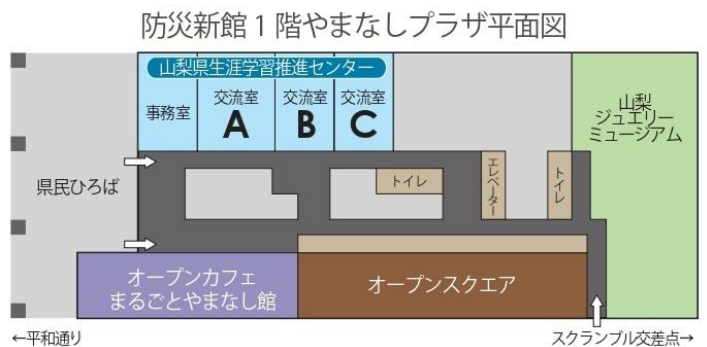 防災新館1階やまなしプラザ平面図
山梨県生涯学習推進センター
事務室
交流室
A
交流室
B
交流室
C
山梨
ジュエリー
ミュージアム
県民ひろば
トイレ
エレベーター
トイレ
オープンカフェ
まるごとやまなし館
オープンスクエア
←平和通り
スクランブル交差点→